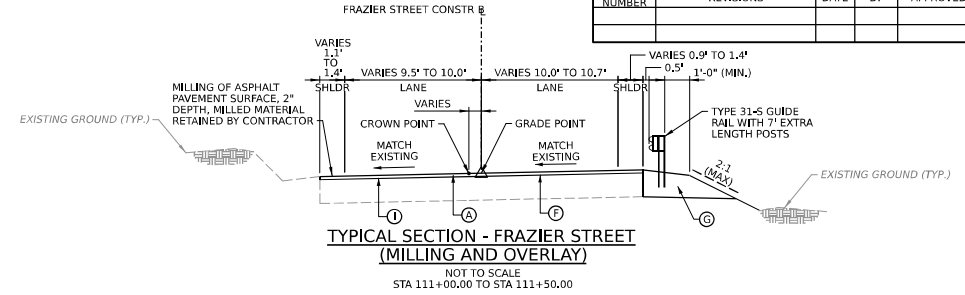 NUMBER REVISIONS DATE BY APPROVED
FRAZIER STREET CONSTR B
VARIES
1.1'
TO
1.4'
SHLDR
VARIES 9.5' TO 10.0'
LANE
VARIES 10.0' TO 10.7'
LANE
SHLDR
VARIES 0.9' TO 1.4'
0.5'
1'-0" (MIN.)
MILLING OF ASPHALT
PAVEMENT SURFACE, 2"
DEPTH, MILLED MATERIAL
RETAINED BY CONTRACTOR
VARIES
CROWN POINT
GRADE POINT
TYPE 31-S GUIDE
RAIL WITH 7' EXTRA
LENGTH POSTS
EXISTING GROUND (TYP.)
MATCH
EXISTING
MATCH
EXISTING
2:1
(MAX)
EXISTING GROUND (TYP.)
I
A
F
G
TYPICAL SECTION - FRAZIER STREET
(MILLING AND OVERLAY)
NOT TO SCALE
STA 111+00.00 TO STA 111+50.00